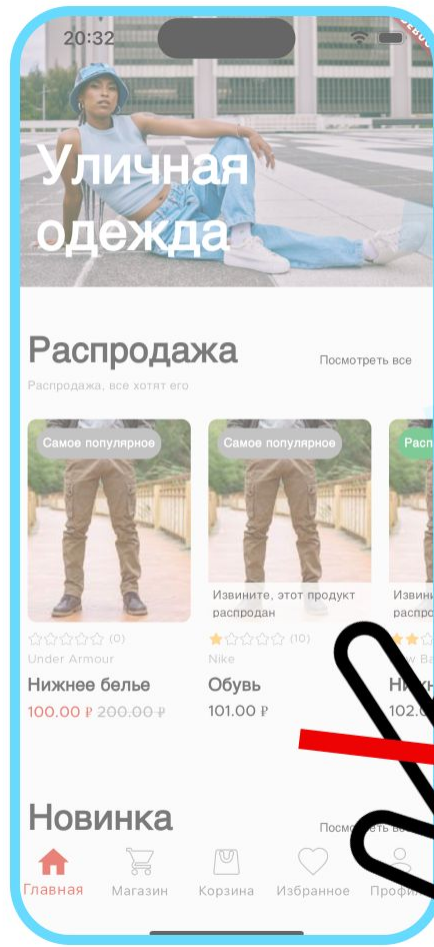 20:32
Уличная
одежда
Распродажа
Посмотреть все
Распродажа, все хотят его
Самое популярное
Самое популярное
Извините, этот продукт
распродан
(0)
(10)
Under Armour
Nike
Нижнее белье
Обувь
100.00 ₽ 200.00 ₽
101.00 ₽
Новинка
Главная
Магазин
Корзина
Избранное